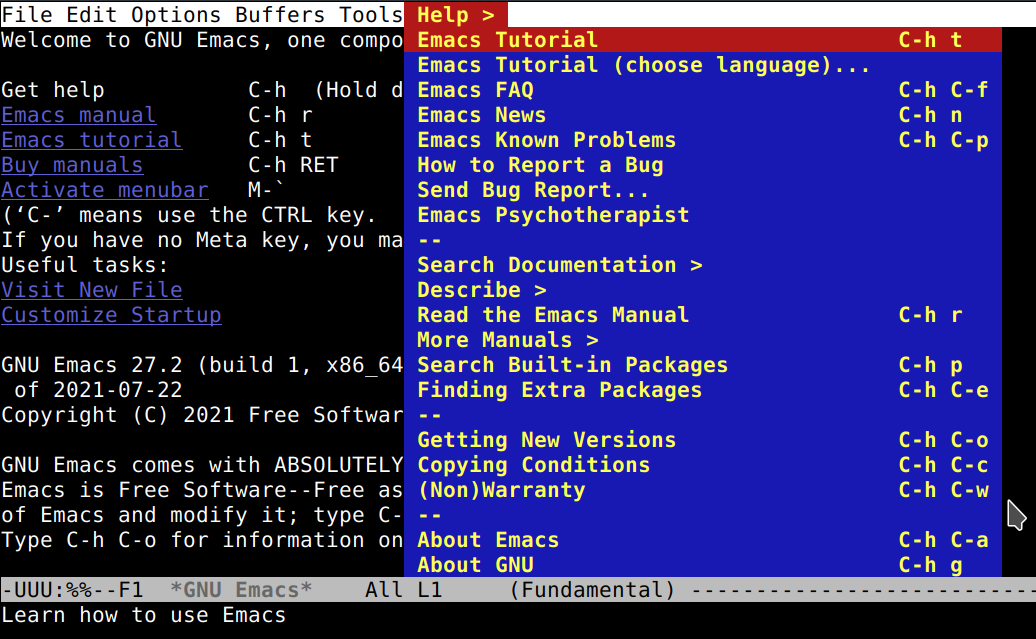 File Edit Options Buffers Tools Help >
Welcome to GNU Emacs, one compo Emacs Tutorial C-h t
Emacs Tutorial (choose language)...
Get help C-h (Hold d Emacs FAQ C-h C-f
Emacs manual C-h r Emacs News C-h n
Emacs tutorial C-h t Emacs Known Problems C-h C-p
Buy manuals C-h RET How to Report a Bug
Activate menubar M-` Send Bug Report...
(‘C-’ means use the CTRL key. Emacs Psychotherapist
If you have no Meta key, you ma --
Useful tasks: Search Documentation >
Visit New File Describe >
Customize Startup Read the Emacs Manual C-h r
More Manuals >
GNU Emacs 27.2 (build 1, x86_64 Search Built-in Packages C-h p
of 2021-07-22 Finding Extra Packages C-h C-e
Copyright (C) 2021 Free Softwar --
Getting New Versions C-h C-o
GNU Emacs comes with ABSOLUTELY Copying Conditions C-h C-c
Emacs is Free Software--Free as (Non)Warranty C-h C-w
of Emacs and modify it; type C- --
Type C-h C-o for information on About Emacs C-h C-a
About GNU C-h g
-UUU:%%--F1 *GNU Emacs* All L1 (Fundamental) ---------------------------
Learn how to use Emacs